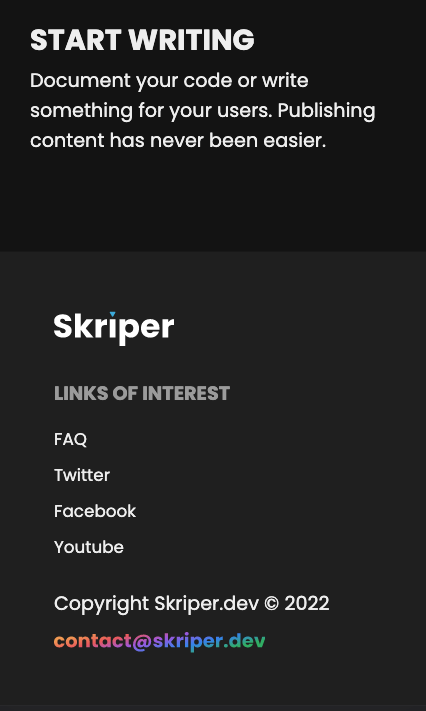 START WRITING
Document your code or write
something for your users. Publishing
content has never been easier.
Skriper
LINKS OF INTEREST
FAQ
Twitter
Facebook
Youtube
Copyright Skriper.dev © 2022
contact@skriper.dev